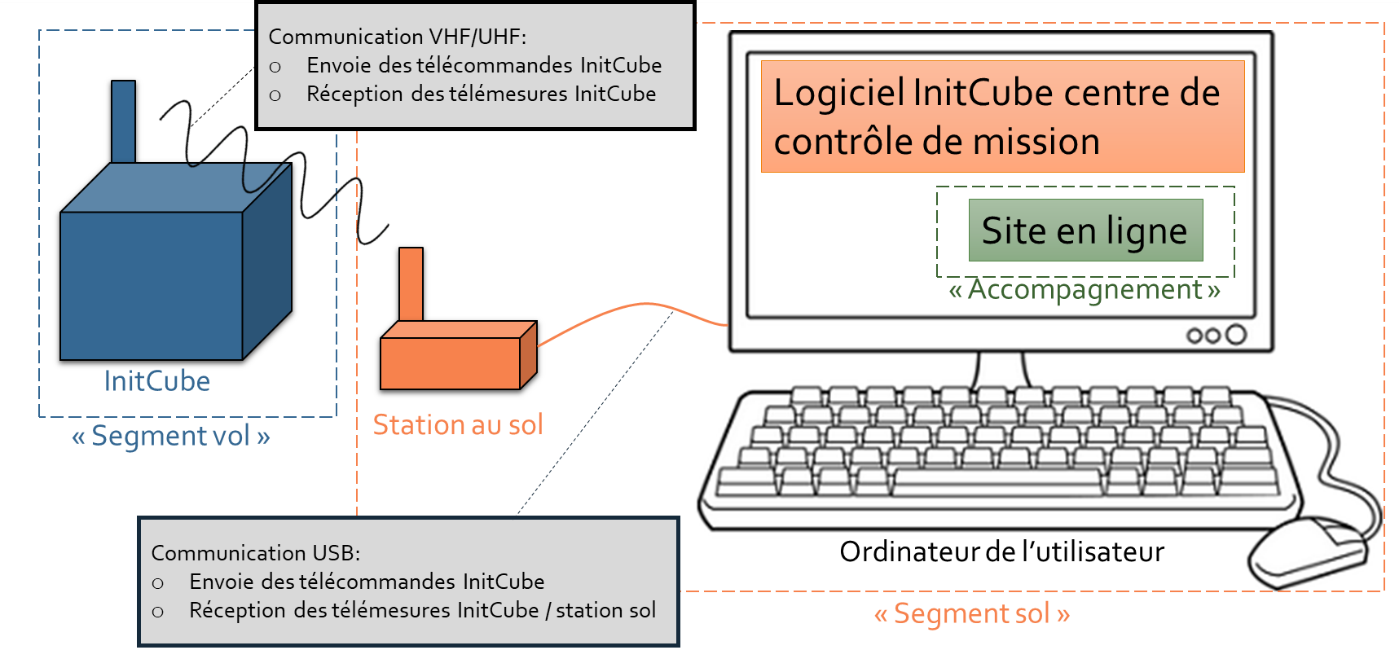 Communication VHF/UHF:
○ Envoie des télécommandes InitCube
○ Réception des télémesures InitCube
Logiciel InitCube centre de
contrôle de mission
Site en ligne
« Accompagnement »
InitCube
« Segment vol »
Station au sol
Communication USB:
○ Envoie des télécommandes InitCube
○ Réception des télémesures InitCube / station sol
Ordinateur de l’utilisateur
« Segment sol »